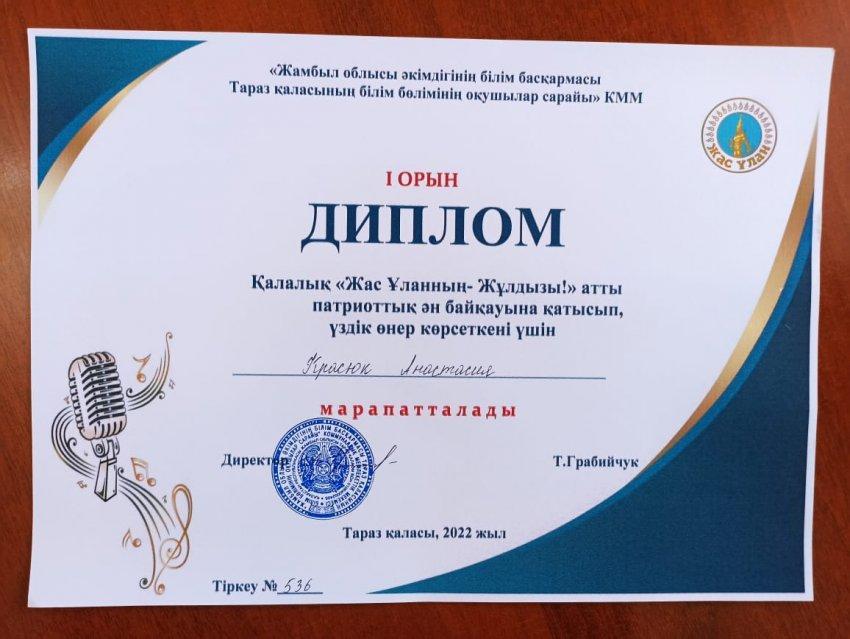 «Жамбыл облысы әкімдігінің білім басқармасы
Тараз қаласының білім бөлімінің оқушылар сарайы» КММ
Жас Ұлан
І ОРЫН
ДИПЛОМ
Қалалық «Жас Ұланның- Жұлдызы!» атты
патриоттық ән байқауына қатысып,
үздік өнер көрсеткені үшін
Красюк Анастасия
марапатталады
Директор
Т.Грабийчук
Тараз қаласы, 2022 жыл
Тіркеу № 536